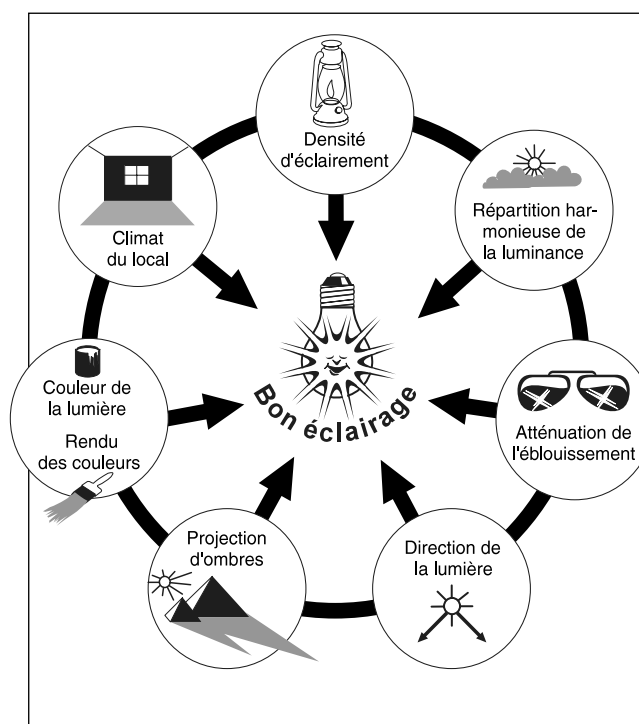 Densité
d'éclairement
Répartition har-
monieuse de
la luminance
Atténuation de
l'éblouissement
Direction de
la lumière
Projection
d'ombres
Couleur de
la lumière
Rendu
des couleurs
Climat
du local
Bon éclairage